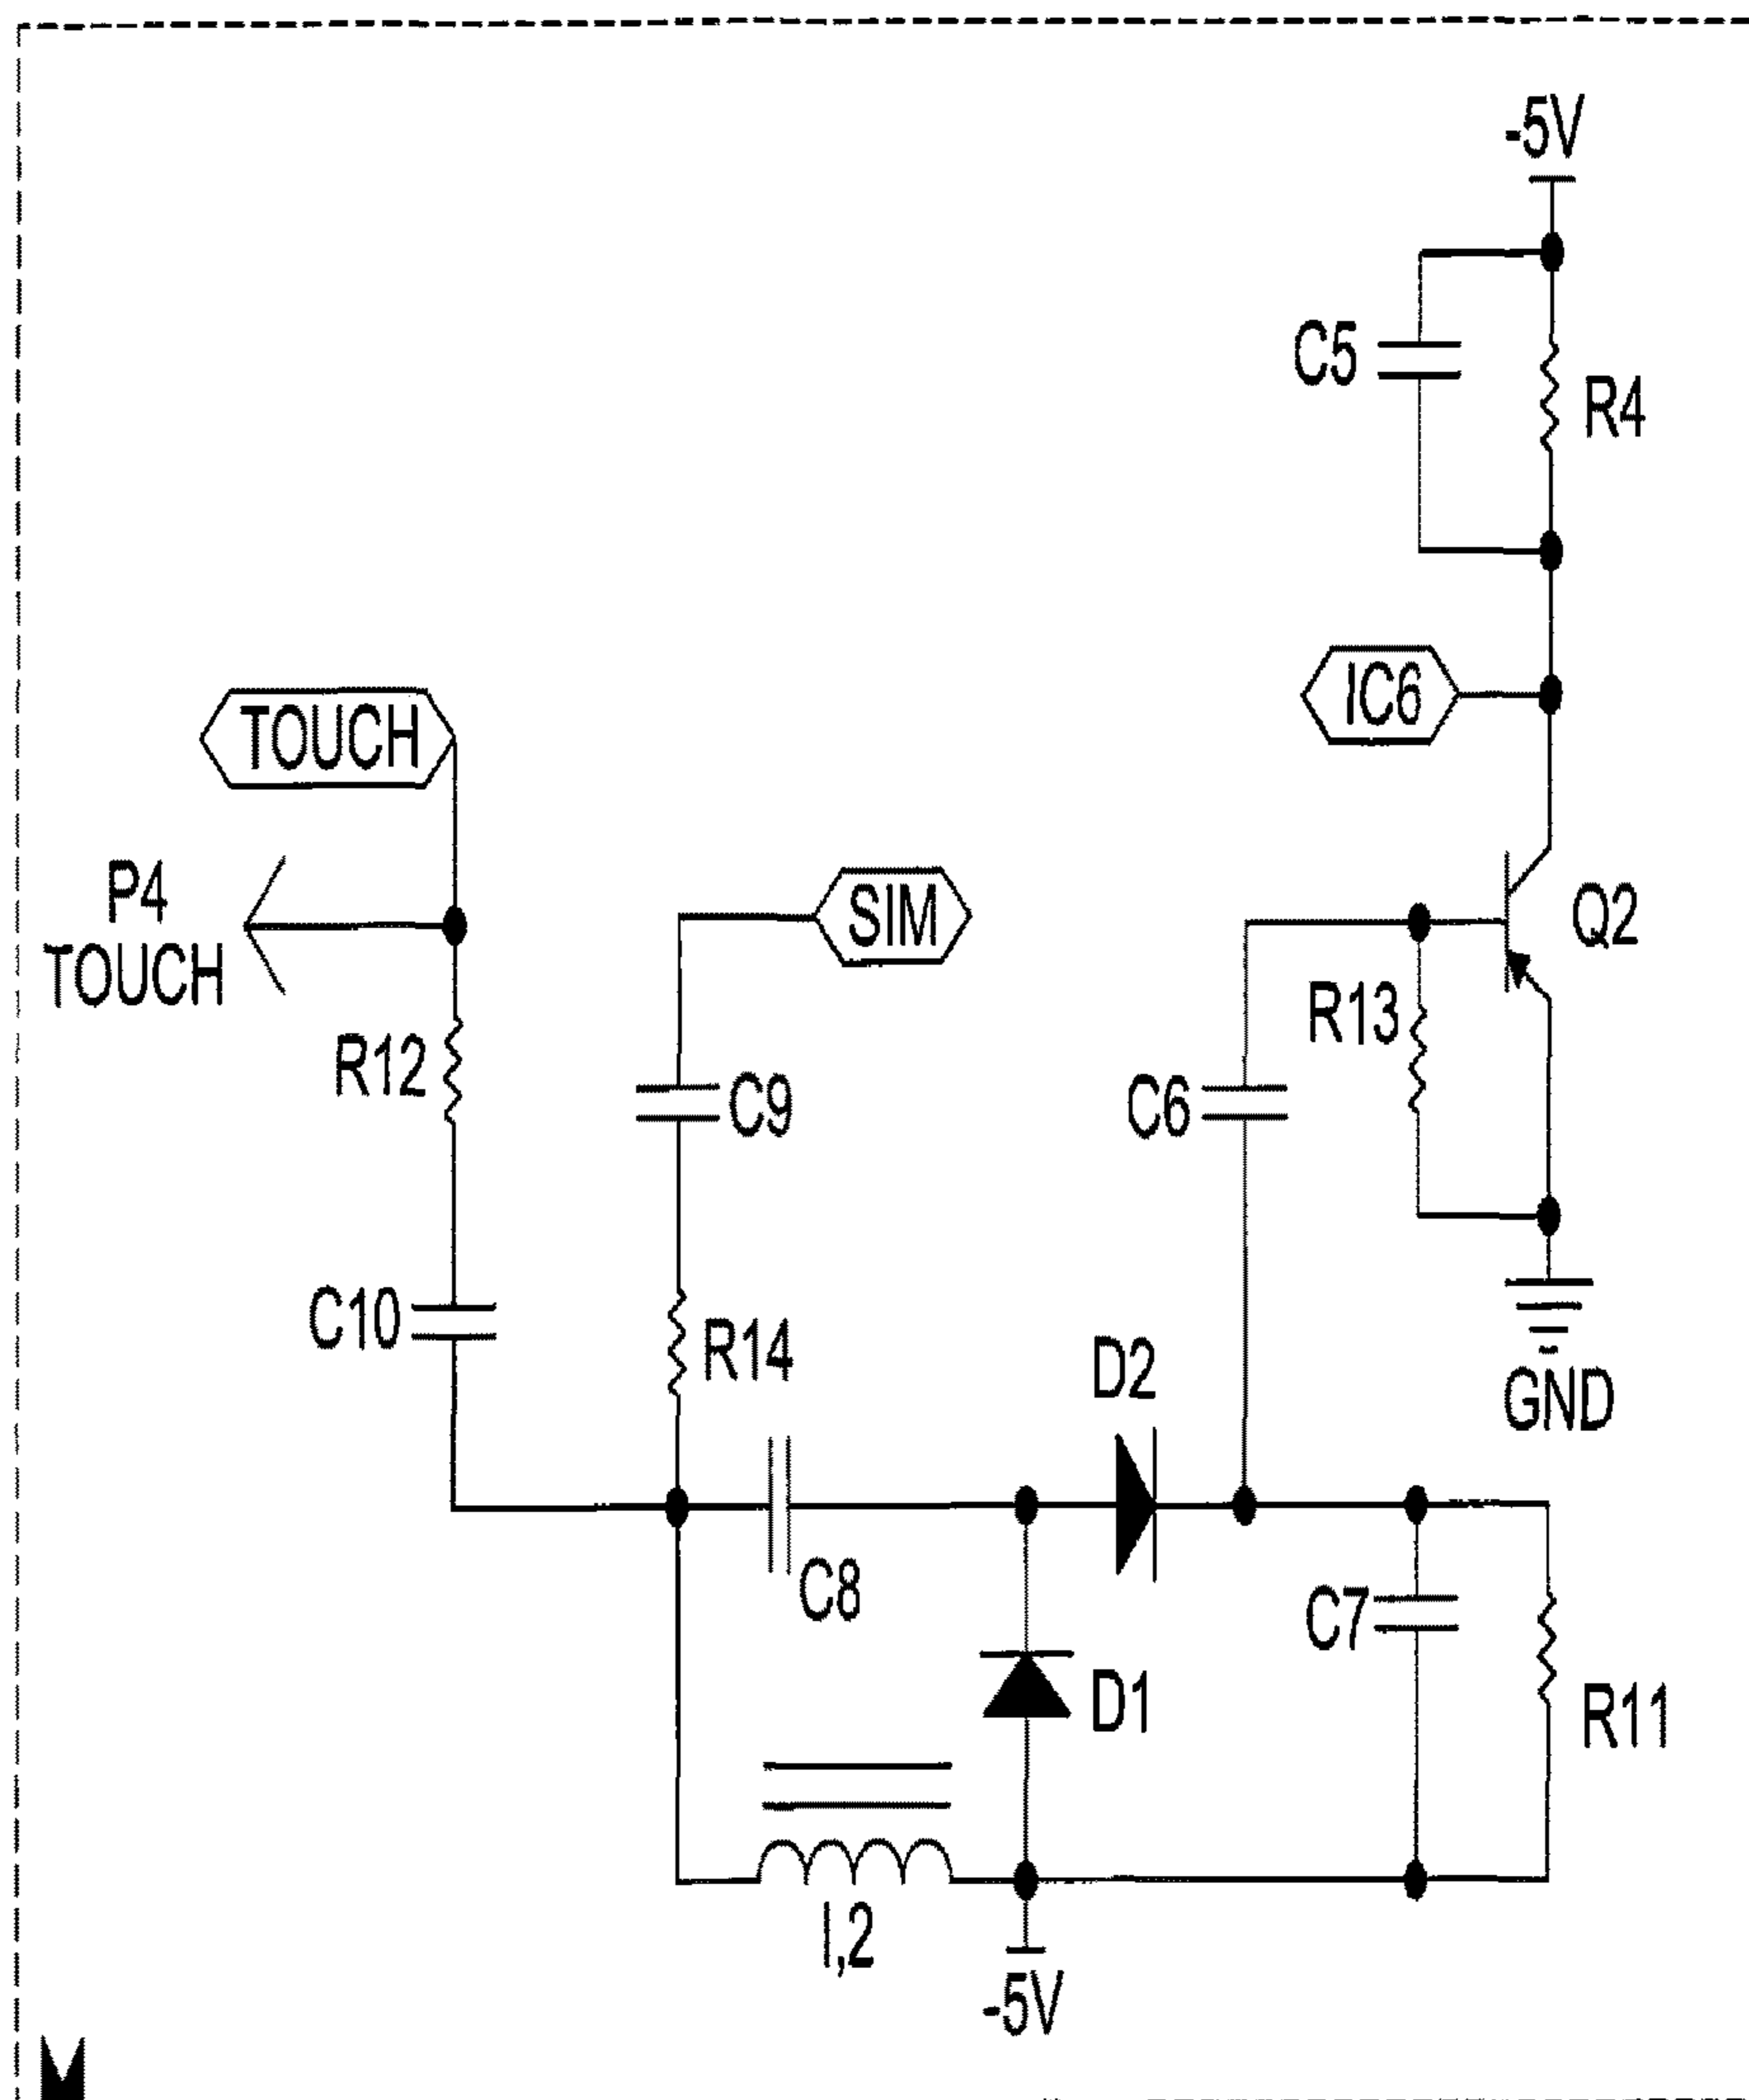 -5V
C5
R4
IC6
TOUCH
P4
TOUCH
SIM
Q2
R13
R12
C9
C6
C10
R14
D2
GND
C8
C7
D1
R11
I,2
-5V